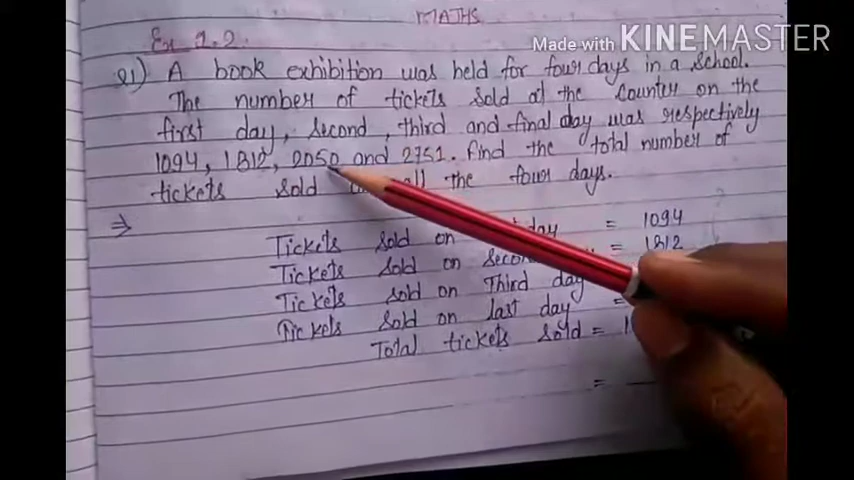 MATHS
Made with KINEMASTER
Ex 1.2.
Q1) A book exhibition was held for four days in a school.
The number of tickets sold at the counter on the
first day, second, third and final day was respectively
1094, 1812, 2050 and 2751. Find the total number of
tickets sold all the four days.
⇒
Tickets sold on day = 1094
Tickets sold on = 1812
Tickets sold on Third day
Tickets sold on last day =
Total tickets sold =
=